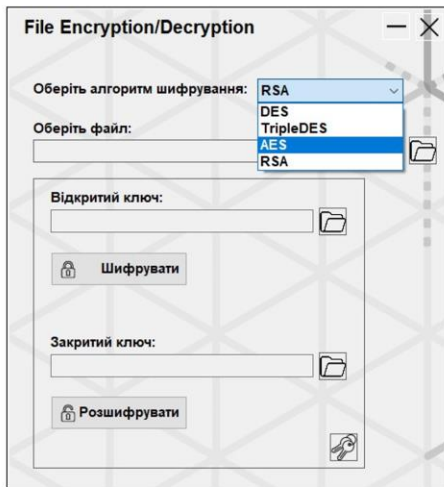 File Encryption/Decryption
Оберіть алгоритм шифрування: RSA
DES
TripleDES
AES
RSA
Оберіть файл:
Відкритий ключ:
Шифрувати
Закритий ключ:
Розшифрувати